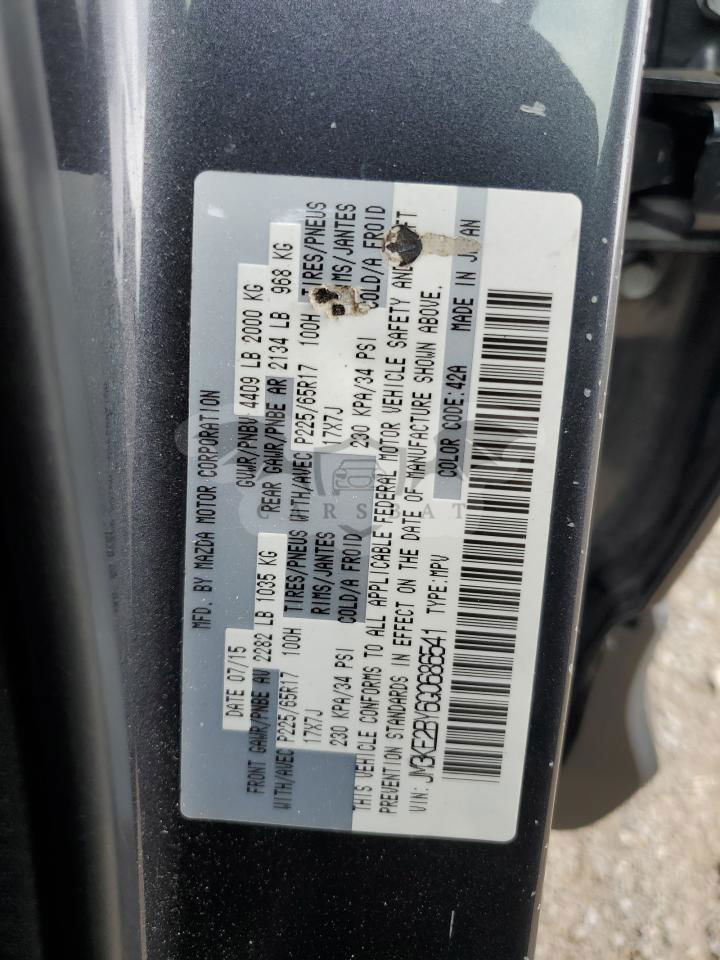 MFD. BY MAZDA MOTOR CORPORATION
DATE 07/15 GVWR/PNBV 4409 LB 2000 KG
FRONT GAWR/PNBE AV 2282 LB 1035 KG REAR GAWR/PNBE AR 2134 LB 968 KG
WITH/AVEC P225/65R17 100H TIRES/PNEUS WITH/AVEC P225/65R17 100H TIRES/PNEUS
17X7J RIMS/JANTES 17X7J
230 KPA/34 PSI COLD/A FROID 230 KPA/34 PSI COLD/A FROID
THIS VEHICLE CONFORMS TO ALL APPLICABLE FEDERAL MOTOR VEHICLE SAFETY AND
PREVENTION STANDARDS IN EFFECT ON THE DATE OF MANUFACTURE SHOWN ABOVE.
VIN: JM3KE2BY6G0686541 TYPE:MPV COLOR CODE:42A MADE IN